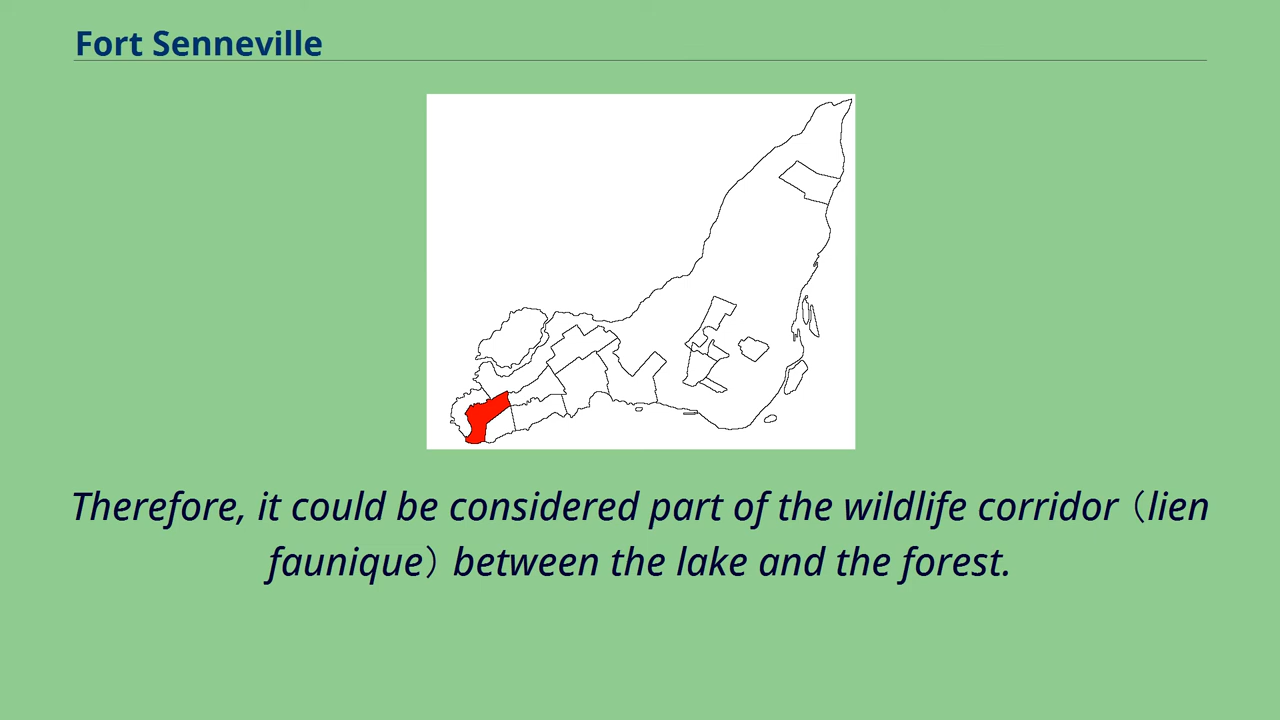 Fort Senneville
Therefore, it could be considered part of the wildlife corridor（lien
faunique）between the lake and the forest.